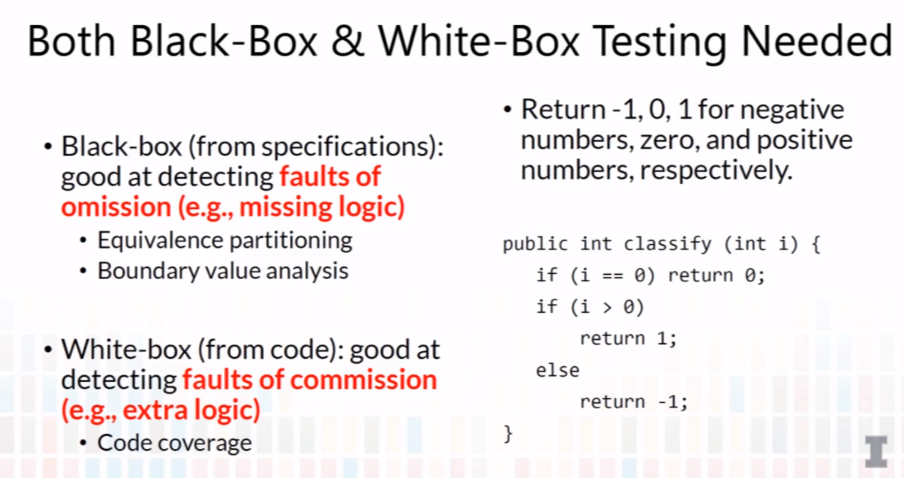 Both Black-Box & White-Box Testing Needed
• Black-box (from specifications):
good at detecting faults of
omission (e.g., missing logic)
• Equivalence partitioning
• Boundary value analysis
• White-box (from code): good at
detecting faults of commission
(e.g., extra logic)
• Code coverage
• Return -1, 0, 1 for negative
numbers, zero, and positive
numbers, respectively.
public int classify (int i) {
if (i == 0) return 0;
if (i > 0)
return 1;
else
return -1;
}
I